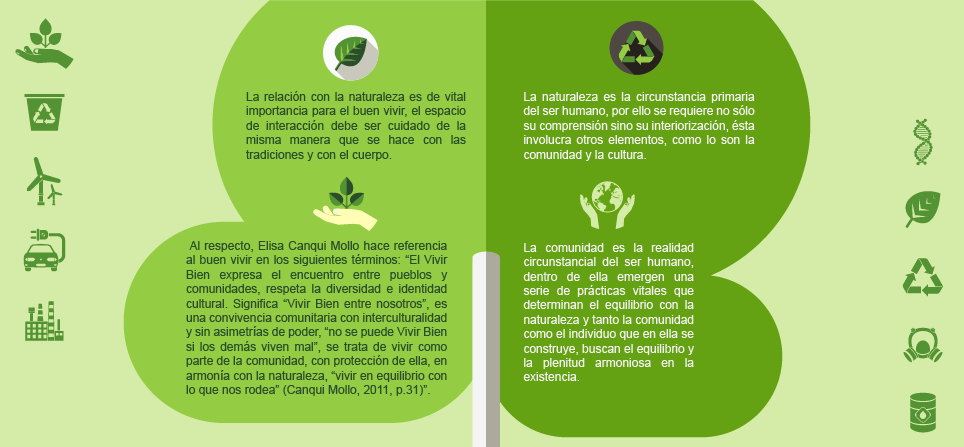 La relación con la naturaleza es de vital
importancia para el buen vivir, el espacio
de interacción debe ser cuidado de la
misma manera que se hace con las
tradiciones y con el cuerpo.
Al respecto, Elisa Canqui Mollo hace referencia
al buen vivir en los siguientes términos: “El Vivir
Bien expresa el encuentro entre pueblos y
comunidades, respeta la diversidad e identidad
cultural. Significa “Vivir Bien entre nosotros”, es
una convivencia comunitaria con interculturalidad
y sin asimetrías de poder, “no se puede Vivir Bien
si los demás viven mal”, se trata de vivir como
parte de la comunidad, con protección de ella, en
armonía con la naturaleza, “vivir en equilibrio con
lo que nos rodea” (Canqui Mollo, 2011, p.31)”.
La naturaleza es la circunstancia primaria
del ser humano, por ello se requiere no sólo
su comprensión sino su interiorización, ésta
involucra otros elementos, como lo son la
comunidad y la cultura.
La comunidad es la realidad
circunstancial del ser humano,
dentro de ella emergen una
serie de prácticas vitales que
determinan el equilibrio con la
naturaleza y tanto la comunidad
como el individuo que en ella se
construye, buscan el equilibrio y
la plenitud armoniosa en la
existencia.